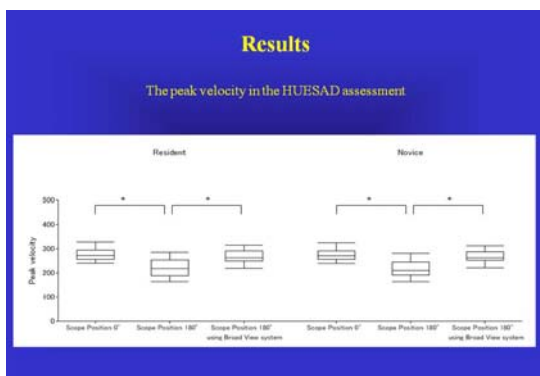 Results
The peak velocity in the HUESAD assessment
Resident
Novice
*
*
*
*
Peak velocity
500
400
300
200
100
0
Scope Position 0°
Scope Position 180°
Scope Position 180°
using Broad View system
Scope Position 0°
Scope Position 180°
Scope Position 180°
using Broad View system